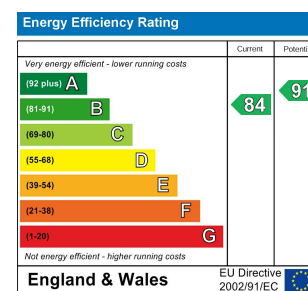 Energy Efficiency Rating
Current Potenti
Very energy efficient - lower running costs
(92 plus) A
(81-91) B
(69-80) C
(55-68) D
(39-54) E
(21-38) F
(1-20) G
84
91
Not energy efficient - higher running costs
England & Wales
EU Directive
2002/91/EC